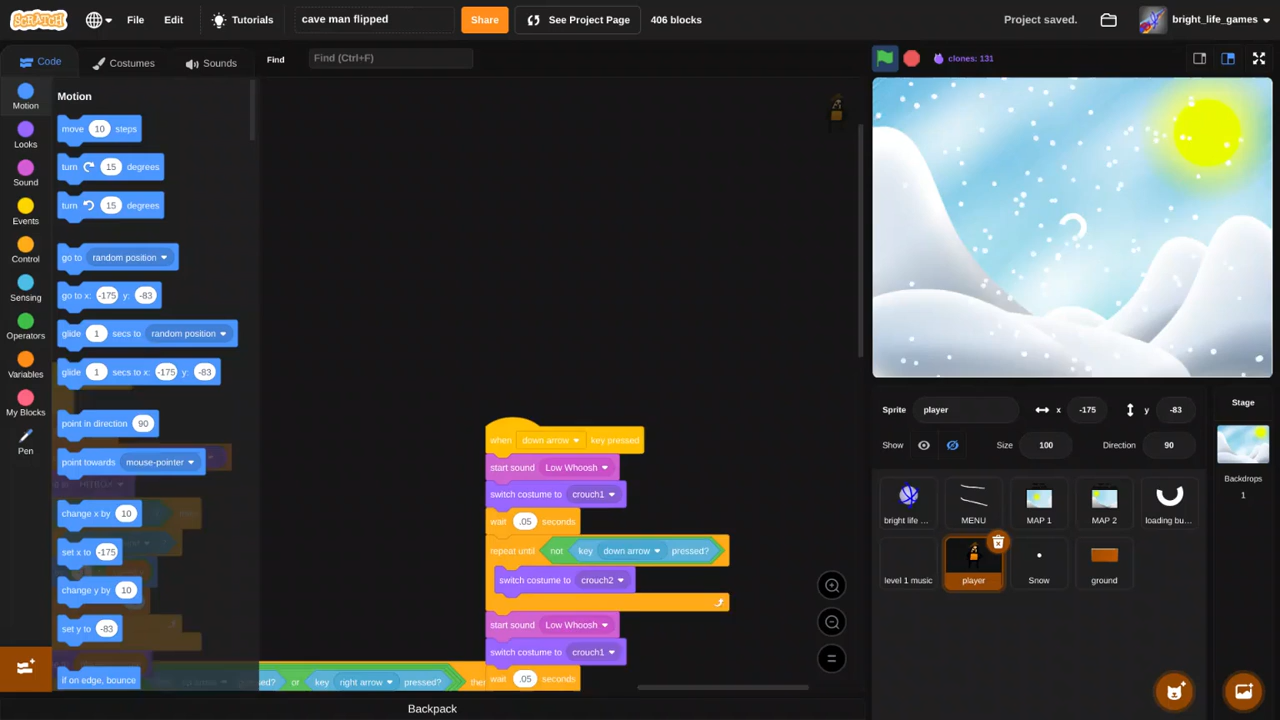 SCRATCH
File
Edit
Tutorials
cave man flipped
Share
See Project Page
406 blocks
Project saved.
bright_life_games
Code
Costumes
Sounds
Find
Find (Ctrl+F)
clones: 131
Motion
Looks
Sound
Events
Control
Sensing
Operators
Variables
My Blocks
Pen
Motion
move 10 steps
turn 15 degrees
turn 15 degrees
go to random position
go to x: -175 y: -83
glide 1 secs to random position
glide 1 secs to x: -175 y: -83
point in direction 90
point towards mouse-pointer
change x by 10
set x to -175
change y by 10
set y to -83
if on edge, bounce
when down arrow key pressed
start sound Low Whoosh
switch costume to crouch1
wait .05 seconds
repeat until not key down arrow pressed?
switch costume to crouch2
start sound Low Whoosh
switch costume to crouch1
wait .05 seconds
or key right arrow pressed?
Backpack
Sprite player x -175 y -83
Show Size 100 Direction 90
bright life ...
MENU
MAP 1
MAP 2
loading bu...
level 1 music
player
Snow
ground
Stage
Backdrops
1